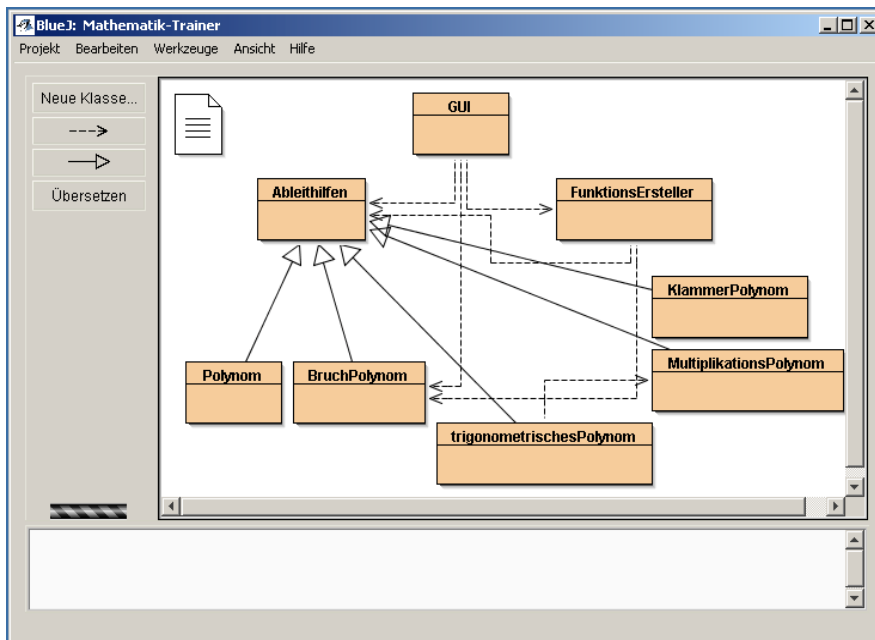 BlueJ: Mathematik-Trainer
Projekt Bearbeiten Werkzeuge Ansicht Hilfe
Neue Klasse...
Übersetzen
GUI
Ableithilfen
FunktionsErsteller
KlammerPolynom
MultiplikationsPolynom
Polynom
BruchPolynom
trigonometrischesPolynom